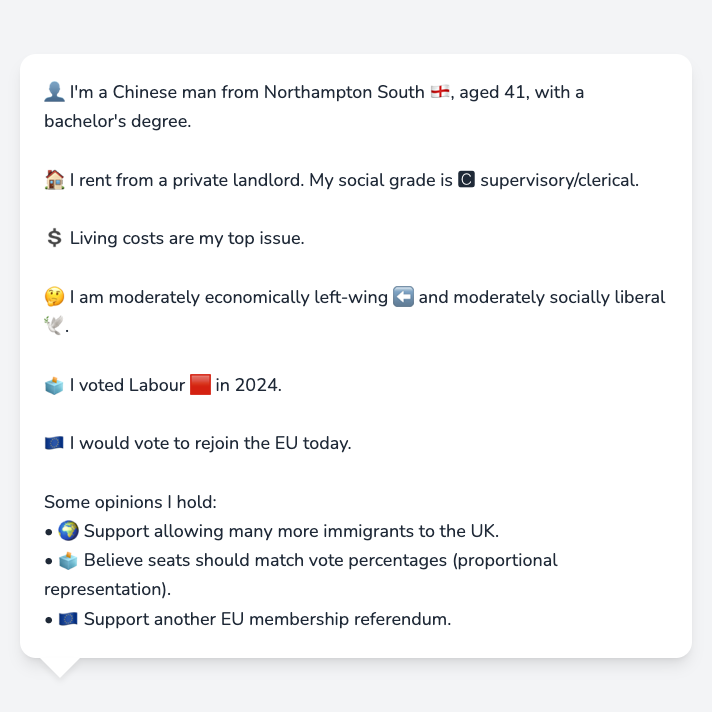 👤 I'm a Chinese man from Northampton South 🏴󠁧󠁢󠁥󠁮󠁧󠁿, aged 41, with a
bachelor's degree.
🏠 I rent from a private landlord. My social grade is 🅲 supervisory/clerical.
💲 Living costs are my top issue.
🤔 I am moderately economically left-wing ⬅️ and moderately socially liberal
🕊️.
🗳️ I voted Labour 🟥 in 2024.
🇪🇺 I would vote to rejoin the EU today.
Some opinions I hold:
• 🌍 Support allowing many more immigrants to the UK.
• 🗳️ Believe seats should match vote percentages (proportional
representation).
• 🇪🇺 Support another EU membership referendum.